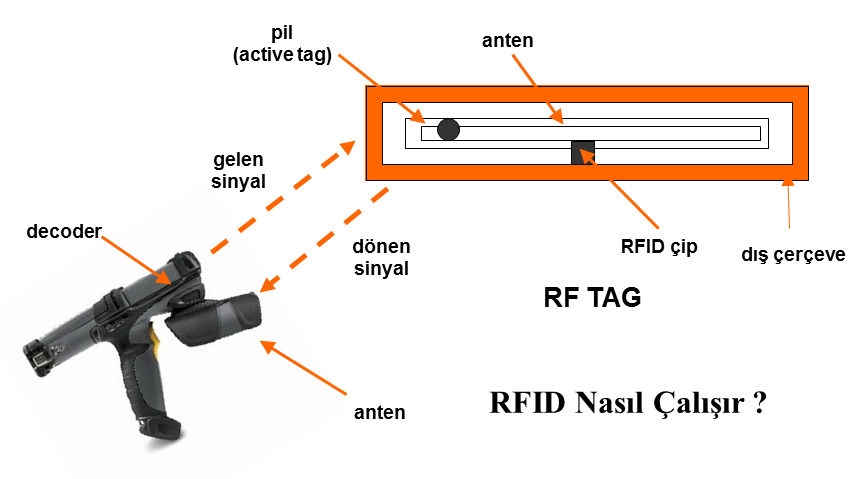 pil
(active tag)
anten
gelen
sinyal
decoder
dönen
sinyal
RFID çip
dış çerçeve
RF TAG
anten
RFID Nasıl Çalışır ?